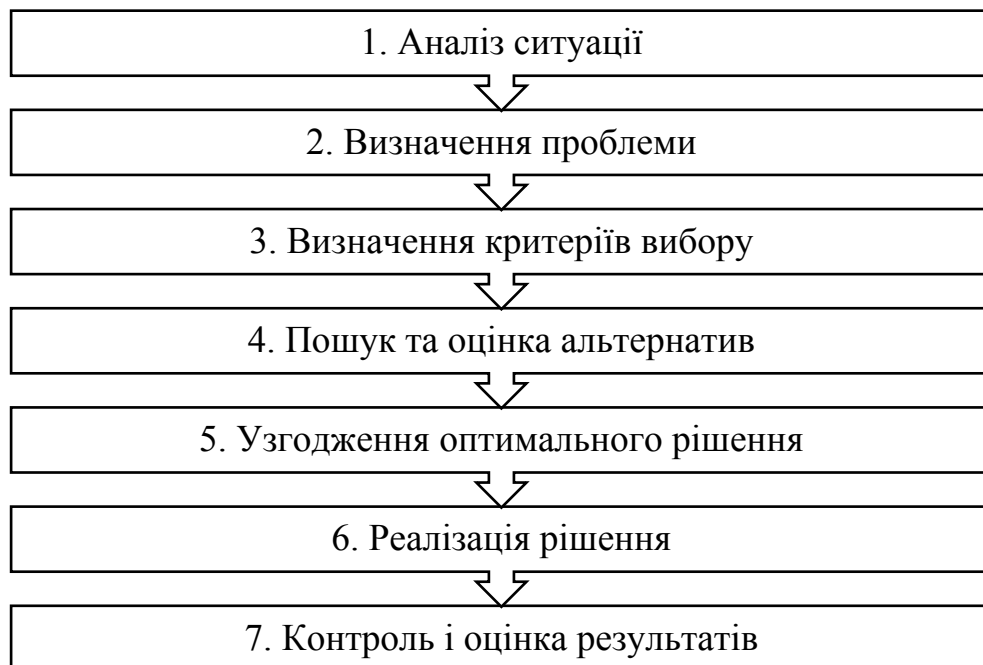 1. Аналіз ситуації
2. Визначення проблеми
3. Визначення критеріїв вибору
4. Пошук та оцінка альтернатив
5. Узгодження оптимального рішення
6. Реалізація рішення
7. Контроль і оцінка результатів